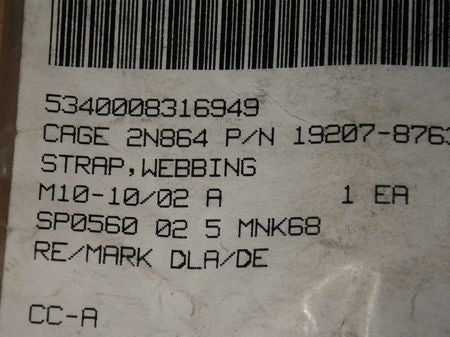 5340008316949
CAGE 2N864 P/N 19207-8763
STRAP,WEBBING
M10-10/02 A 1 EA
SP0560 02 5 MNK68
RE/MARK DLA/DE
CC-A